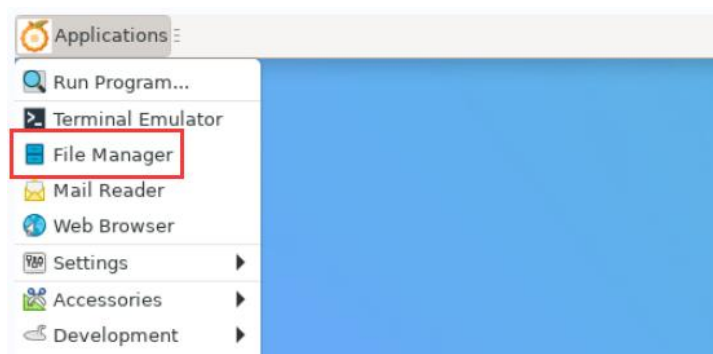 Applications
Run Program...
Terminal Emulator
File Manager
Mail Reader
Web Browser
Settings
Accessories
Development